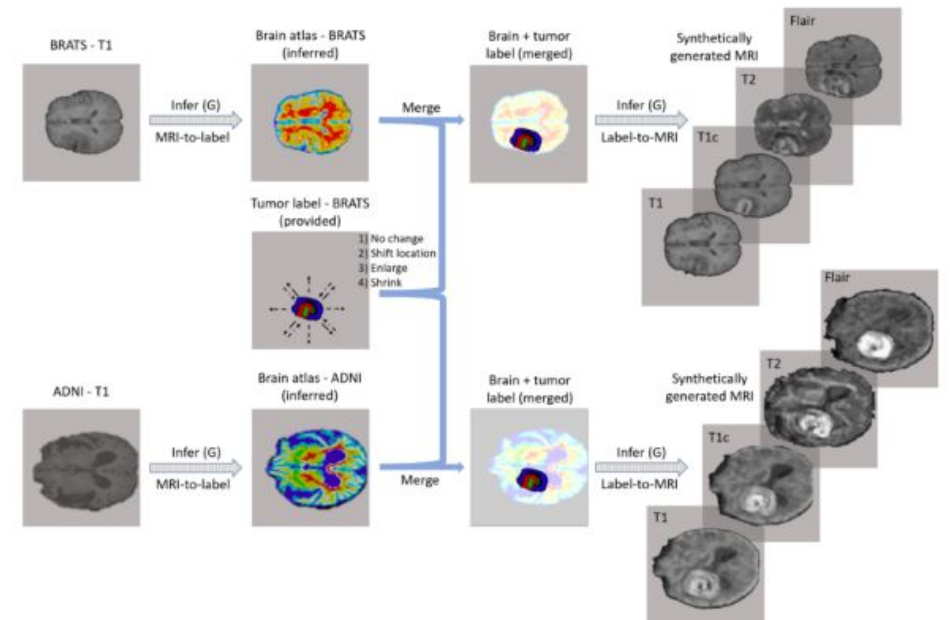 BRATS - T1
Infer (G)
MRI-to-label
Brain atlas - BRATS
(inferred)
Merge
Brain + tumor
label (merged)
Infer (G)
Label-to-MRI
Synthetically
generated MRI
Flair
T2
T1c
T1
Tumor label - BRATS
(provided)
1) No change
2) Shift location
3) Enlarge
4) Shrink
ADNI - T1
Infer (G)
MRI-to-label
Brain atlas - ADNI
(inferred)
Merge
Brain + tumor
label (merged)
Infer (G)
Label-to-MRI
Synthetically
generated MRI
Flair
T2
T1c
T1